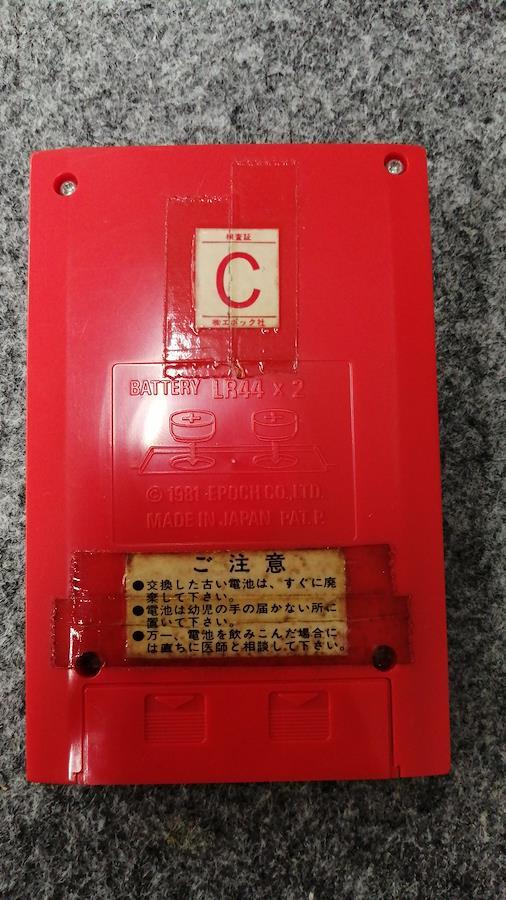 検査証
C
㈱エポック社
BATTERY LR44 × 2
© 1981 EPOCH CO., LTD.
MADE IN JAPAN PAT. P.
ご注意
●交換した古い電池は、すぐに廃
棄して下さい。
●電池は幼児の手の届かない所に
置いて下さい。
●万一、電池を飲みこんだ場合に
は直ちに医師と相談して下さい。